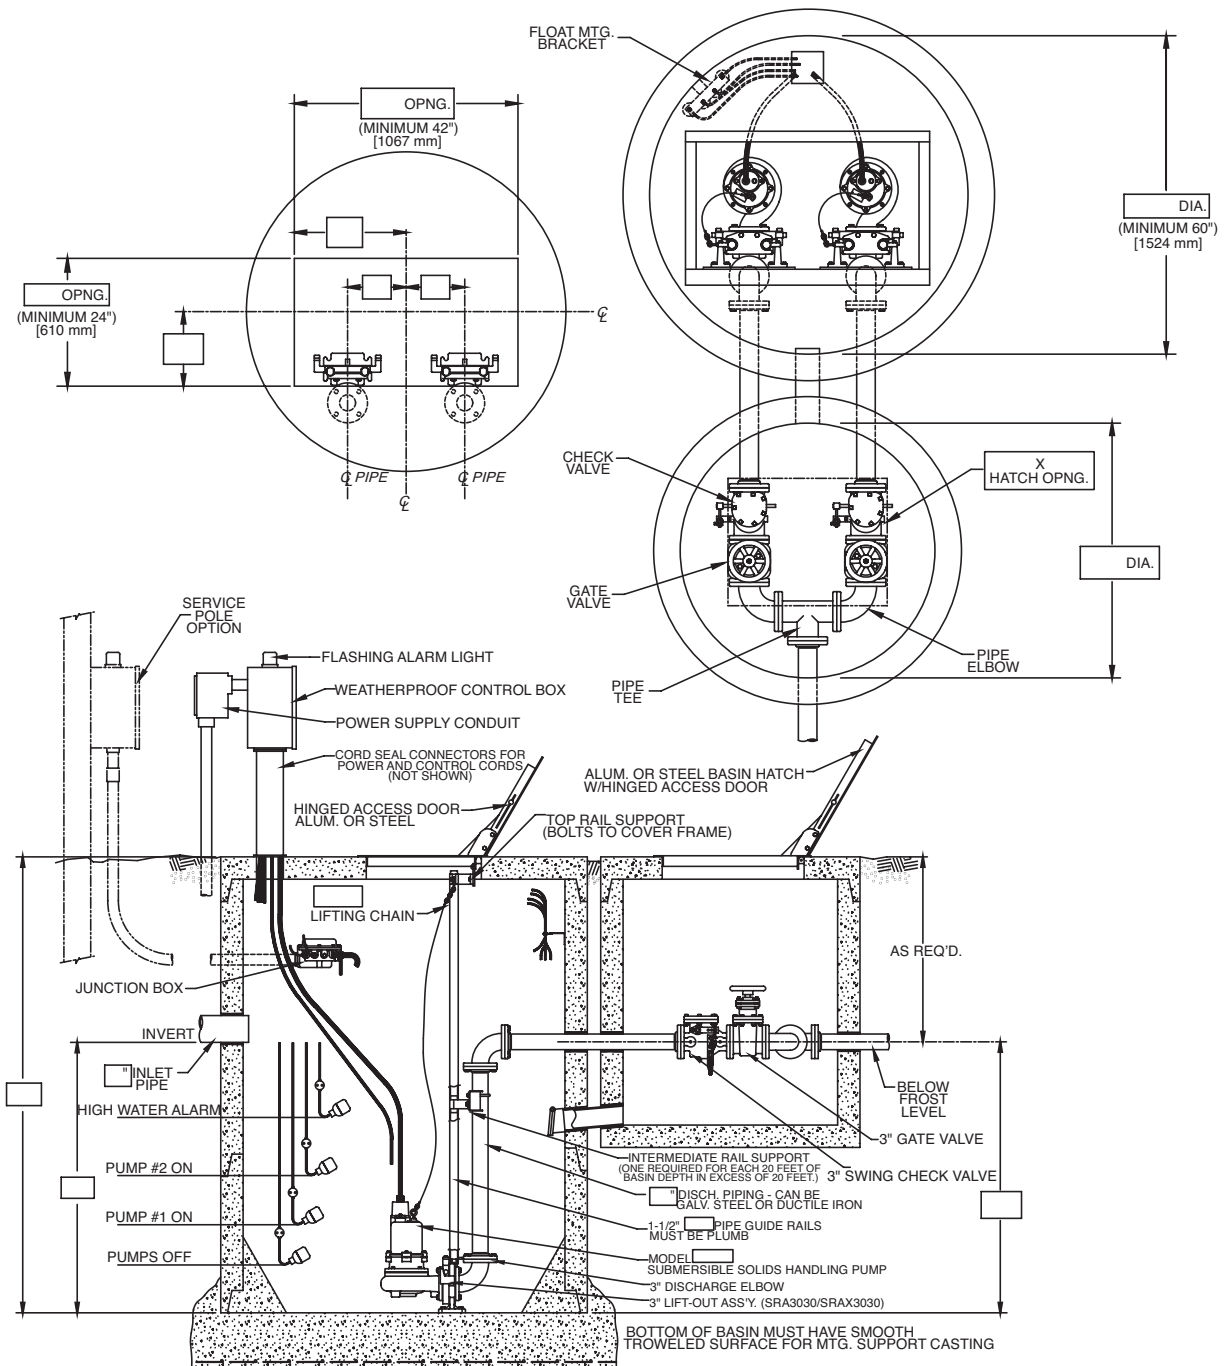 FLOAT MTG.
BRACKET
OPNG.
(MINIMUM 42")
[1067 mm]
DIA.
(MINIMUM 60")
[1524 mm]
OPNG.
(MINIMUM 24")
[610 mm]
℄
℄ PIPE
℄ PIPE
℄
CHECK
VALVE
X
HATCH OPNG.
DIA.
GATE
VALVE
PIPE
ELBOW
PIPE
TEE
SERVICE
POLE
OPTION
FLASHING ALARM LIGHT
WEATHERPROOF CONTROL BOX
POWER SUPPLY CONDUIT
CORD SEAL CONNECTORS FOR
POWER AND CONTROL CORDS
(NOT SHOWN)
HINGED ACCESS DOOR
ALUM. OR STEEL
ALUM. OR STEEL BASIN HATCH
W/HINGED ACCESS DOOR
TOP RAIL SUPPORT
(BOLTS TO COVER FRAME)
LIFTING CHAIN
AS REQ'D.
JUNCTION BOX
INVERT
" INLET
PIPE
HIGH WATER ALARM
PUMP #2 ON
PUMP #1 ON
PUMPS OFF
BELOW
FROST
LEVEL
3" GATE VALVE
3" SWING CHECK VALVE
INTERMEDIATE RAIL SUPPORT
(ONE REQUIRED FOR EACH 20 FEET OF
BASIN DEPTH IN EXCESS OF 20 FEET.)
" DISCH. PIPING - CAN BE
GALV. STEEL OR DUCTILE IRON
1-1/2" PIPE GUIDE RAILS
MUST BE PLUMB
MODEL
SUBMERSIBLE SOLIDS HANDLING PUMP
3" DISCHARGE ELBOW
3" LIFT-OUT ASS'Y. (SRA3030/SRAX3030)
BOTTOM OF BASIN MUST HAVE SMOOTH
TROWELED SURFACE FOR MTG. SUPPORT CASTING